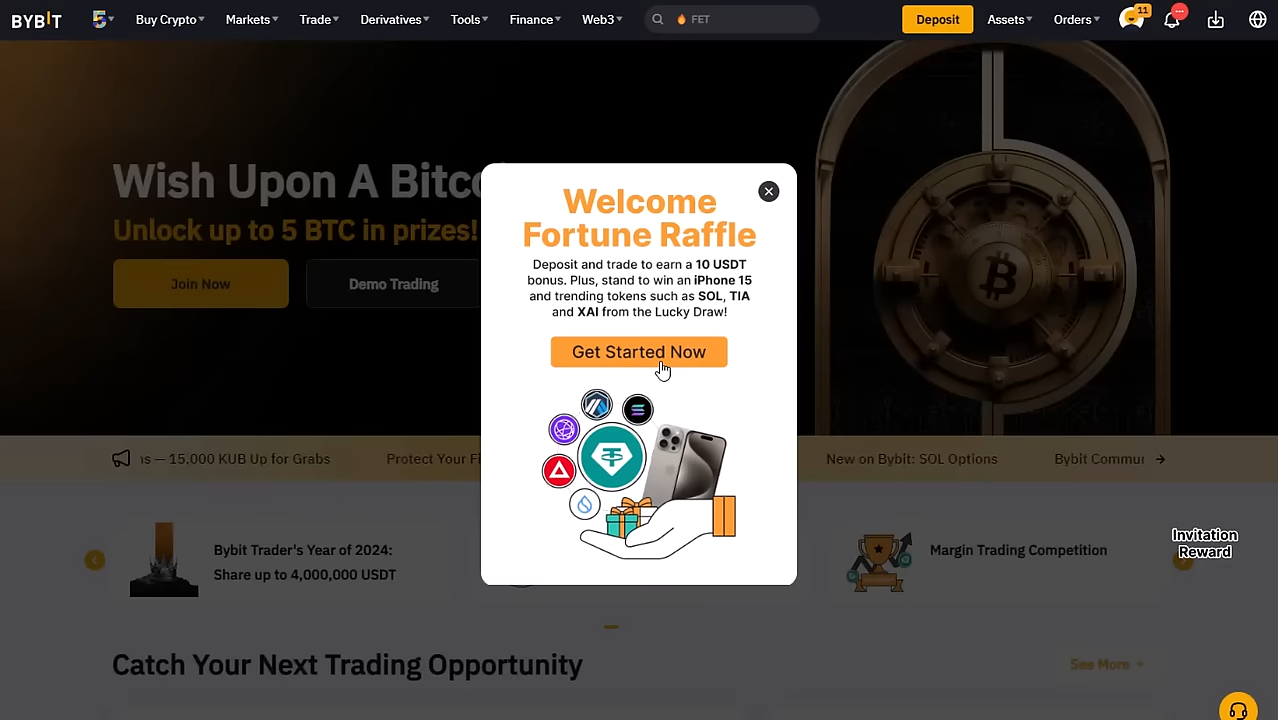 BYBIT
Buy Crypto
Markets
Trade
Derivatives
Tools
Finance
Web3
FET
Deposit
Assets
Orders
11
Wish Upon A Bitc
Unlock up to 5 BTC in prizes!
Join Now
Demo Trading
Welcome
Fortune Raffle
Deposit and trade to earn a 10 USDT
bonus. Plus, stand to win an iPhone 15
and trending tokens such as SOL, TIA
and XAI from the Lucky Draw!
Get Started Now
ns — 15,000 KUB Up for Grabs
Protect Your Fi
New on Bybit: SOL Options
Bybit Commu
Bybit Trader's Year of 2024:
Share up to 4,000,000 USDT
Margin Trading Competition
Invitation
Reward
Catch Your Next Trading Opportunity
See More